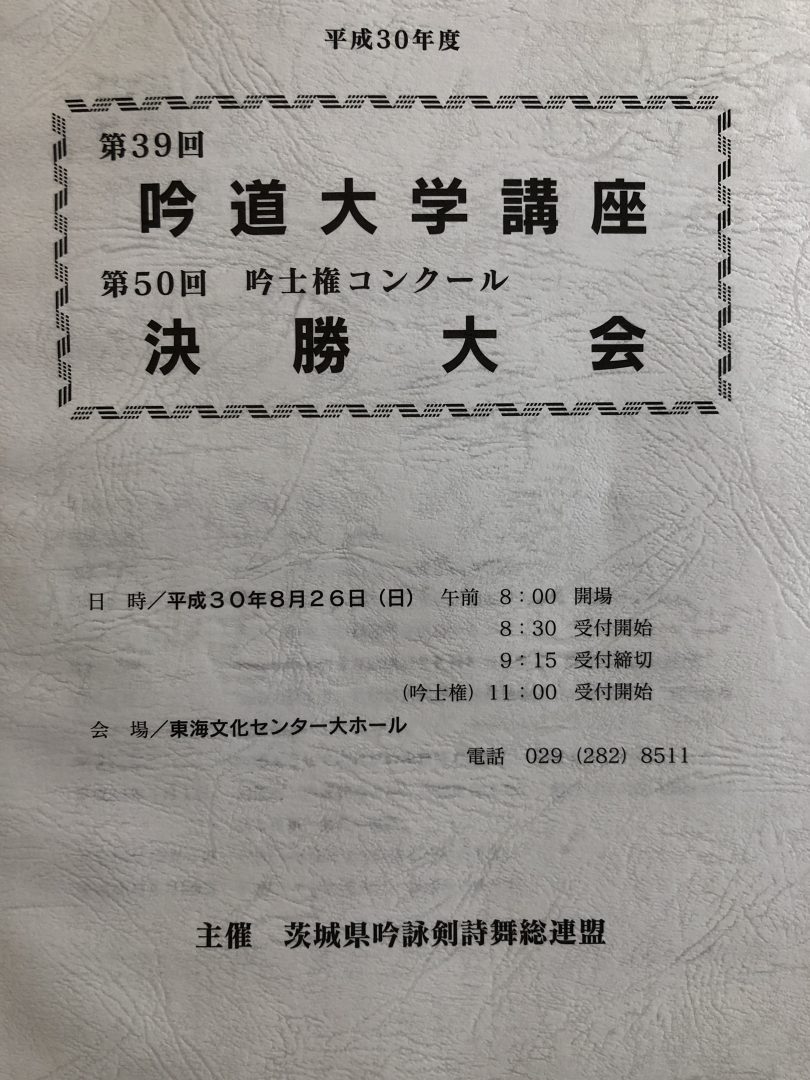 平成30年度
第39回
吟道大学講座
第50回　吟士権コンクール
決勝大会
日　時／平成３０年８月２６日（日）　午前　8：00　開場
8：30　受付開始
9：15　受付締切
（吟士権）11：00　受付開始
会　場／東海文化センター大ホール
電話　029（282）8511
主催　茨城県吟詠剣詩舞総連盟